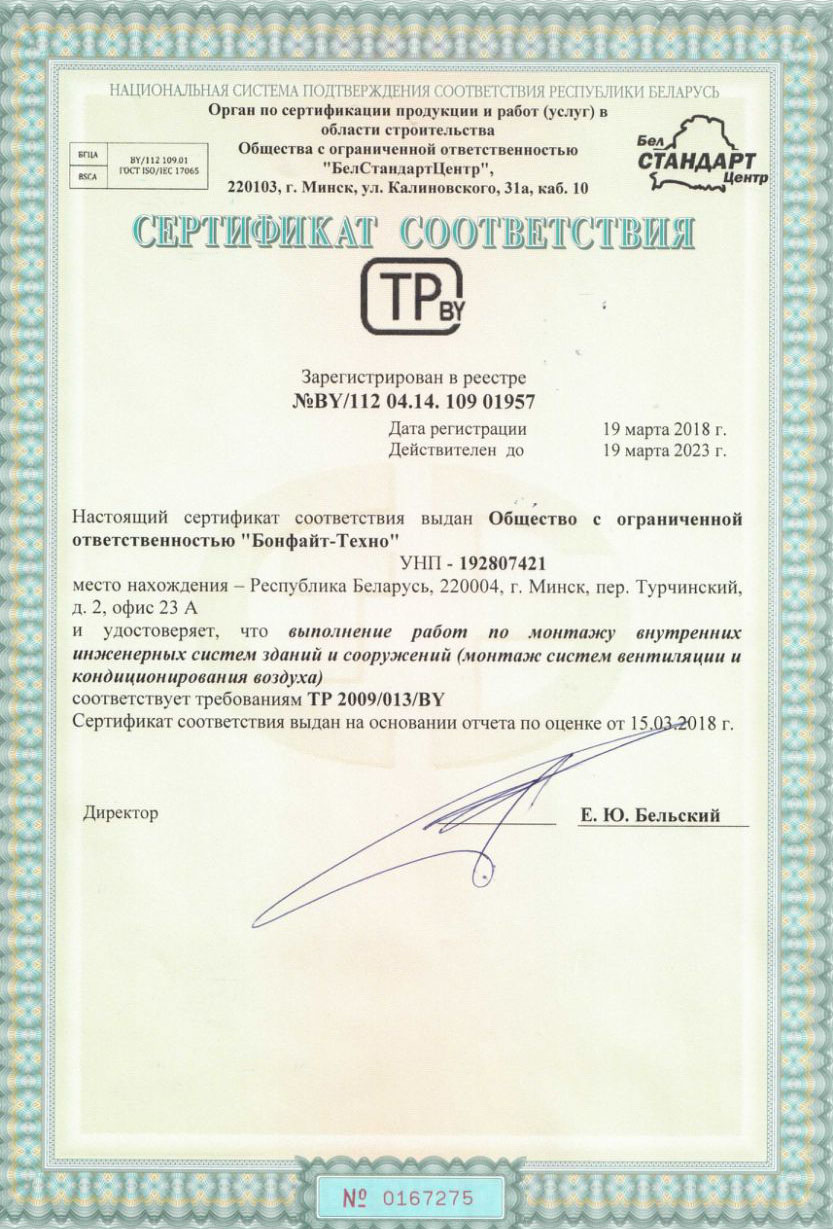 НАЦИОНАЛЬНАЯ СИСТЕМА ПОДТВЕРЖДЕНИЯ СООТВЕТСТВИЯ РЕСПУБЛИКИ БЕЛАРУСЬ
Орган по сертификации продукции и работ (услуг) в
области строительства
Общества с ограниченной ответственностью
"БелСтандартЦентр",
220103, г. Минск, ул. Калиновского, 31а, каб. 10
БГЦА
BSCA
BY/112 109.01
ГОСТ ISO/IEC 17065
Бел
СТАНДАРТ
Центр
СЕРТИФИКАТ СООТВЕТСТВИЯ
ТР BY
Зарегистрирован в реестре
№BY/112 04.14. 109 01957
Дата регистрации 19 марта 2018 г.
Действителен до 19 марта 2023 г.
Настоящий сертификат соответствия выдан Общество с ограниченной
ответственностью "Бонфайт-Техно"
УНП - 192807421
место нахождения – Республика Беларусь, 220004, г. Минск, пер. Турчинский,
д. 2, офис 23 А
и удостоверяет, что выполнение работ по монтажу внутренних
инженерных систем зданий и сооружений (монтаж систем вентиляции и
кондиционирования воздуха)
соответствует требованиям ТР 2009/013/BY
Сертификат соответствия выдан на основании отчета по оценке от 15.03.2018 г.
Директор Е. Ю. Бельский
№ 0167275